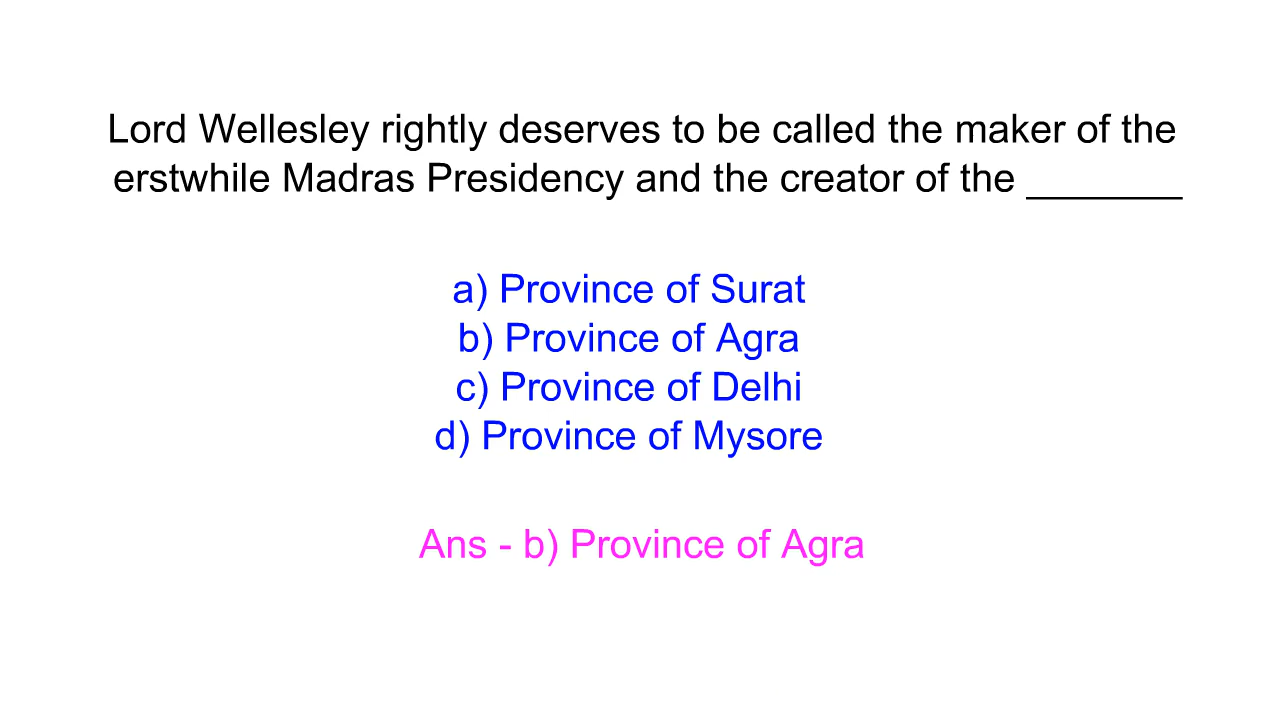 Lord Wellesley rightly deserves to be called the maker of the
erstwhile Madras Presidency and the creator of the _______
a) Province of Surat
b) Province of Agra
c) Province of Delhi
d) Province of Mysore
Ans - b) Province of Agra